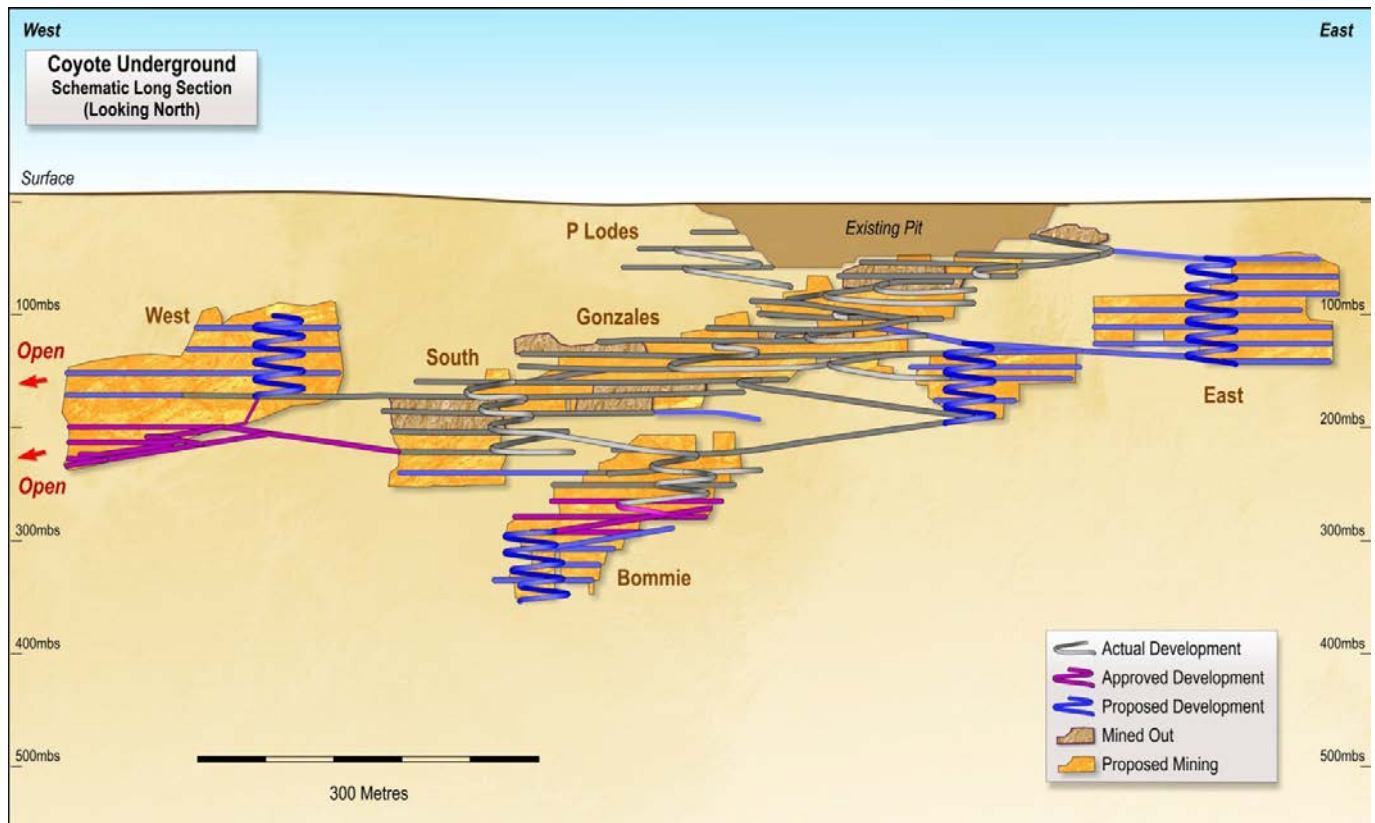 West
East
Coyote Underground
Schematic Long Section
(Looking North)
Surface
P Lodes
Existing Pit
100mbs
100mbs
West
Gonzales
Open
South
East
200mbs
Open
300mbs
300mbs
Bommie
400mbs
400mbs
Actual Development
Approved Development
Proposed Development
Mined Out
Proposed Mining
500mbs
500mbs
300 Metres